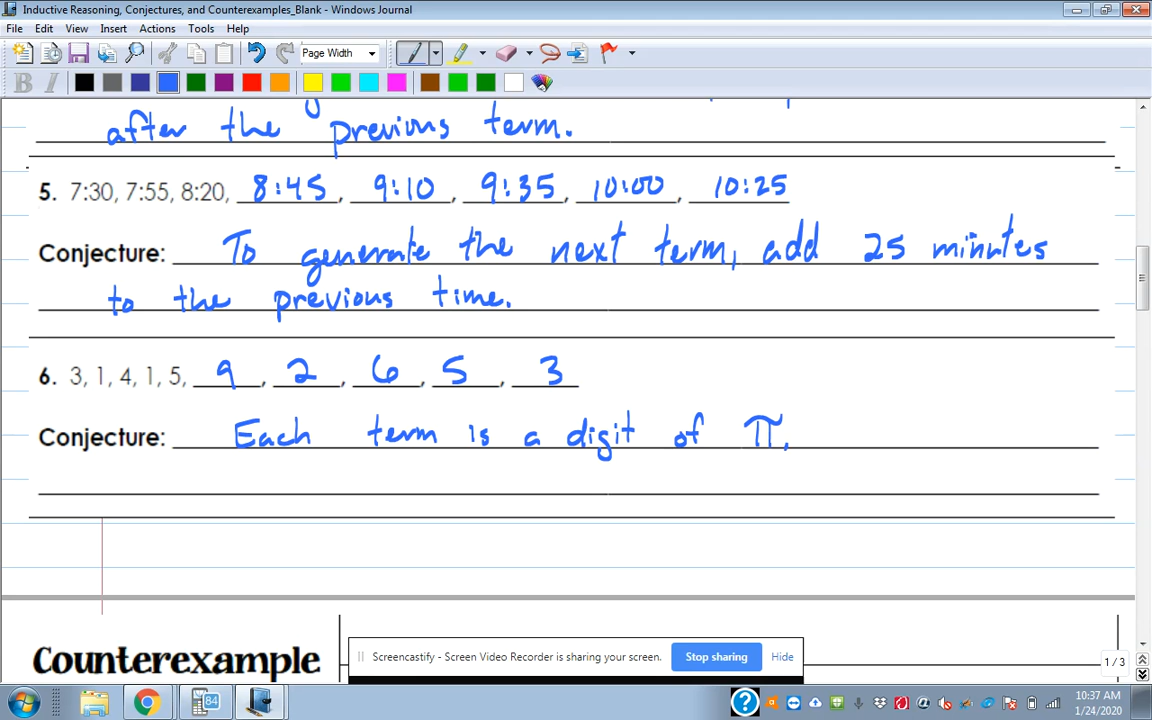 Inductive Reasoning, Conjectures, and Counterexamples_Blank - Windows Journal
File Edit View Insert Actions Tools Help
Page Width
B I
after the previous term.
5. 7:30, 7:55, 8:20, 8:45, 9:10, 9:35, 10:00, 10:25
Conjecture: To generate the next term, add 25 minutes
to the previous time.
6. 3, 1, 4, 1, 5, 9, 2, 6, 5, 3
Conjecture: Each term is a digit of π.
Counterexample
Screencastify - Screen Video Recorder is sharing your screen. Stop sharing Hide
1 / 3
84
10:37 AM
1/24/2020